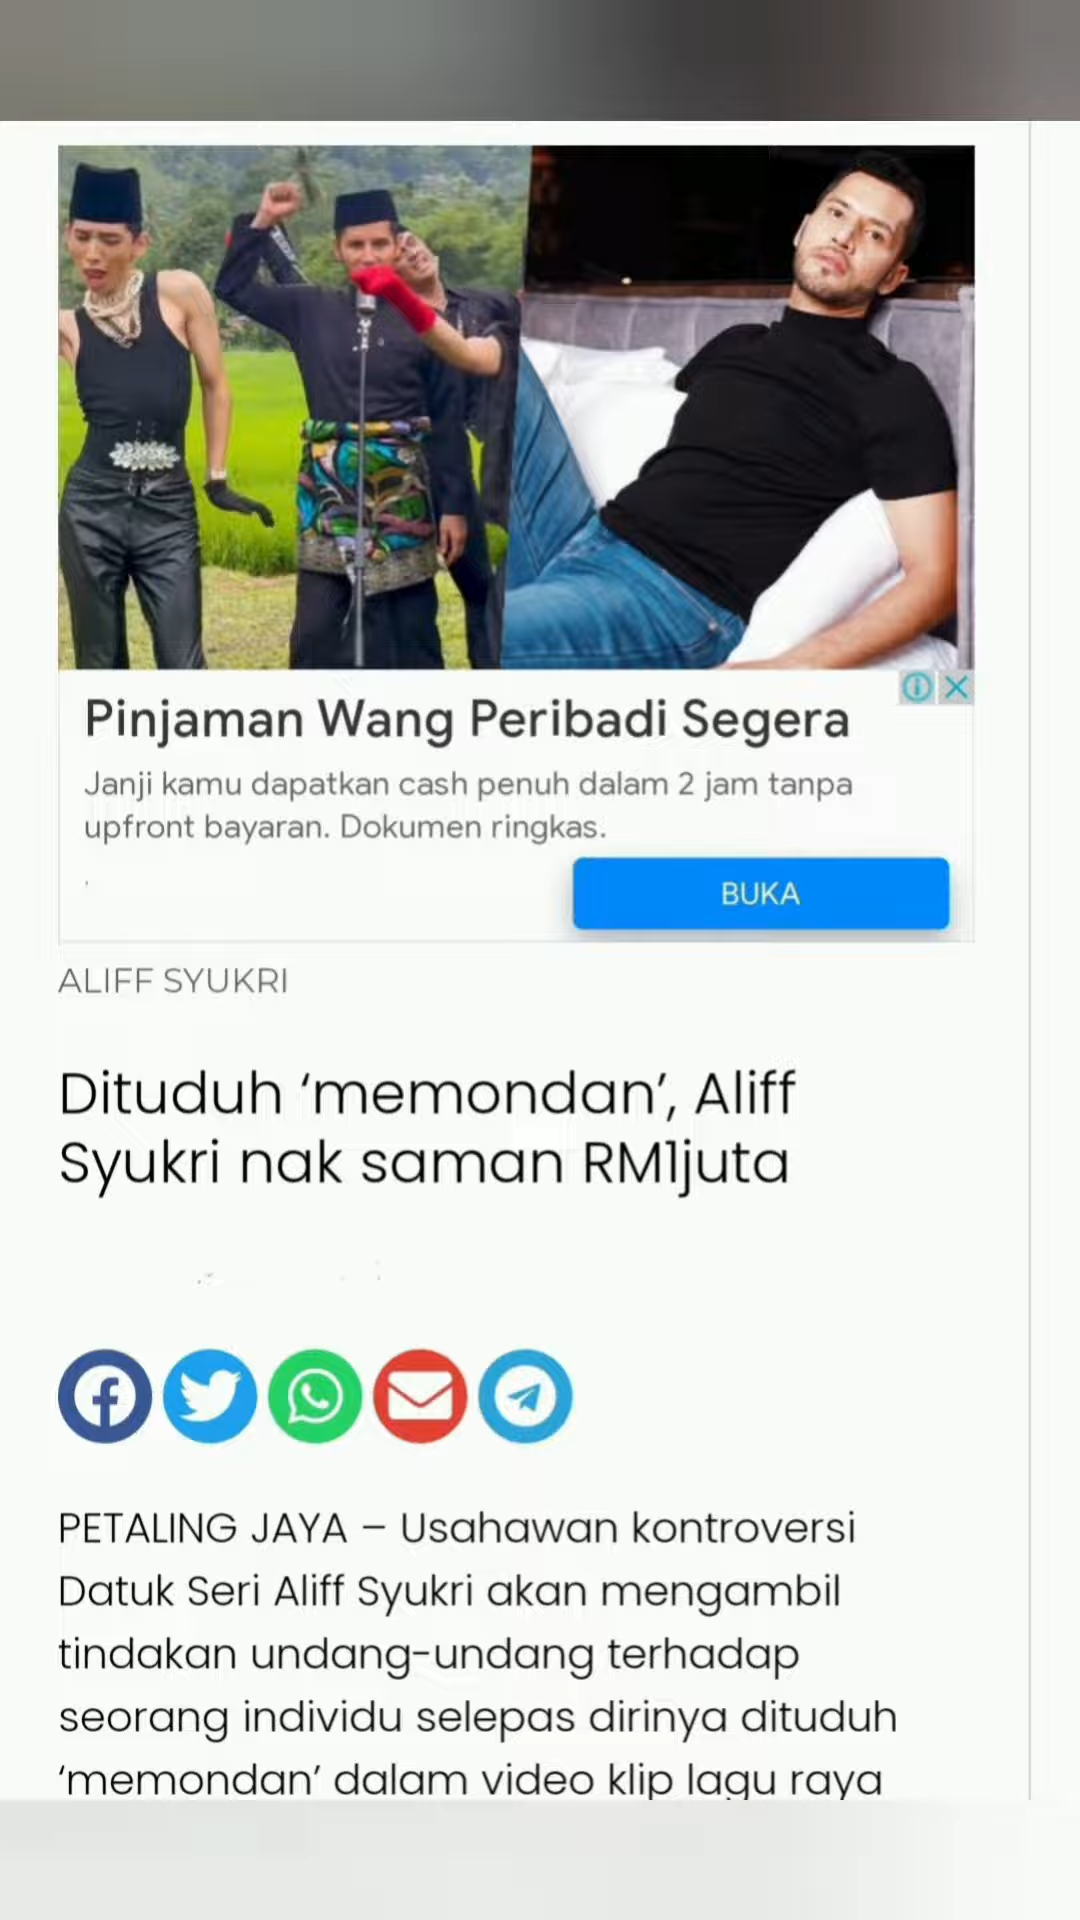 Pinjaman Wang Peribadi Segera
Janji kamu dapatkan cash penuh dalam 2 jam tanpa
upfront bayaran. Dokumen ringkas.
BUKA
ALIFF SYUKRI
Dituduh ‘memondan’, Aliff
Syukri nak saman RM1juta
PETALING JAYA – Usahawan kontroversi
Datuk Seri Aliff Syukri akan mengambil
tindakan undang-undang terhadap
seorang individu selepas dirinya dituduh
‘memondan’ dalam video klip lagu raya